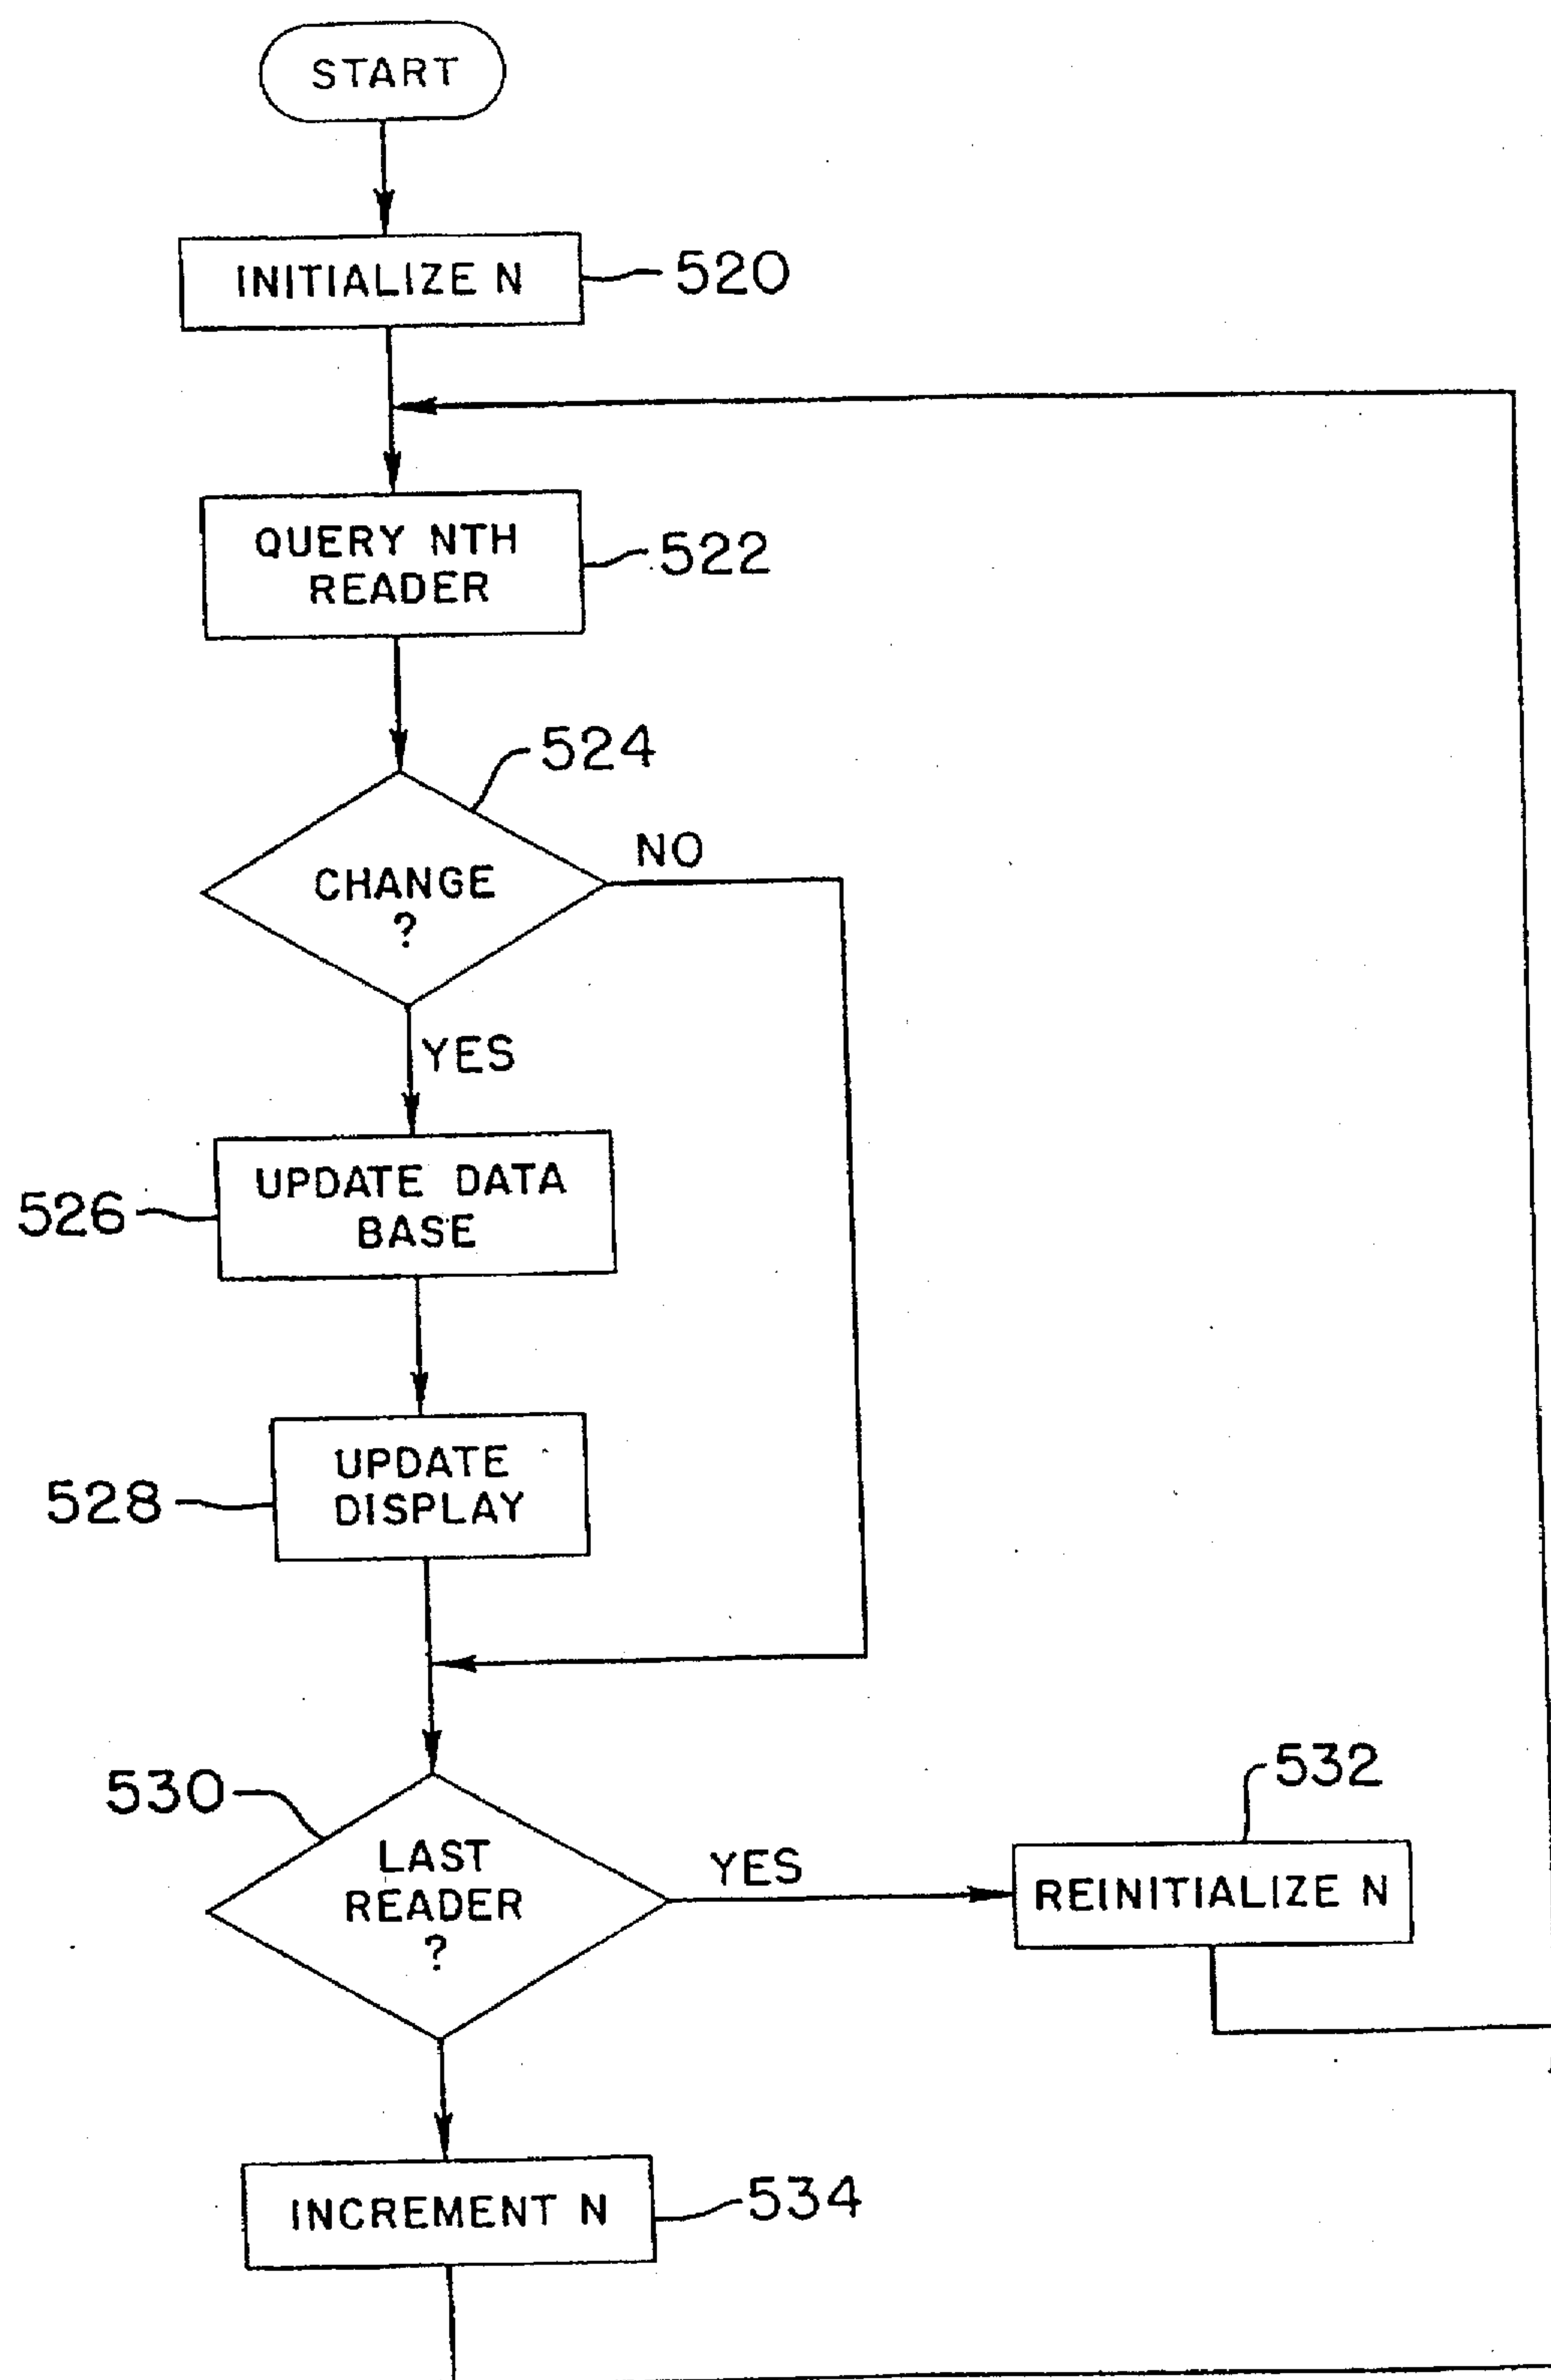 START
INITIALIZE N
520
QUERY NTH
READER
522
524
CHANGE
?
NO
YES
526
UPDATE DATA
BASE
528
UPDATE
DISPLAY
530
LAST
READER
?
YES
532
REINITIALIZE N
INCREMENT N
534